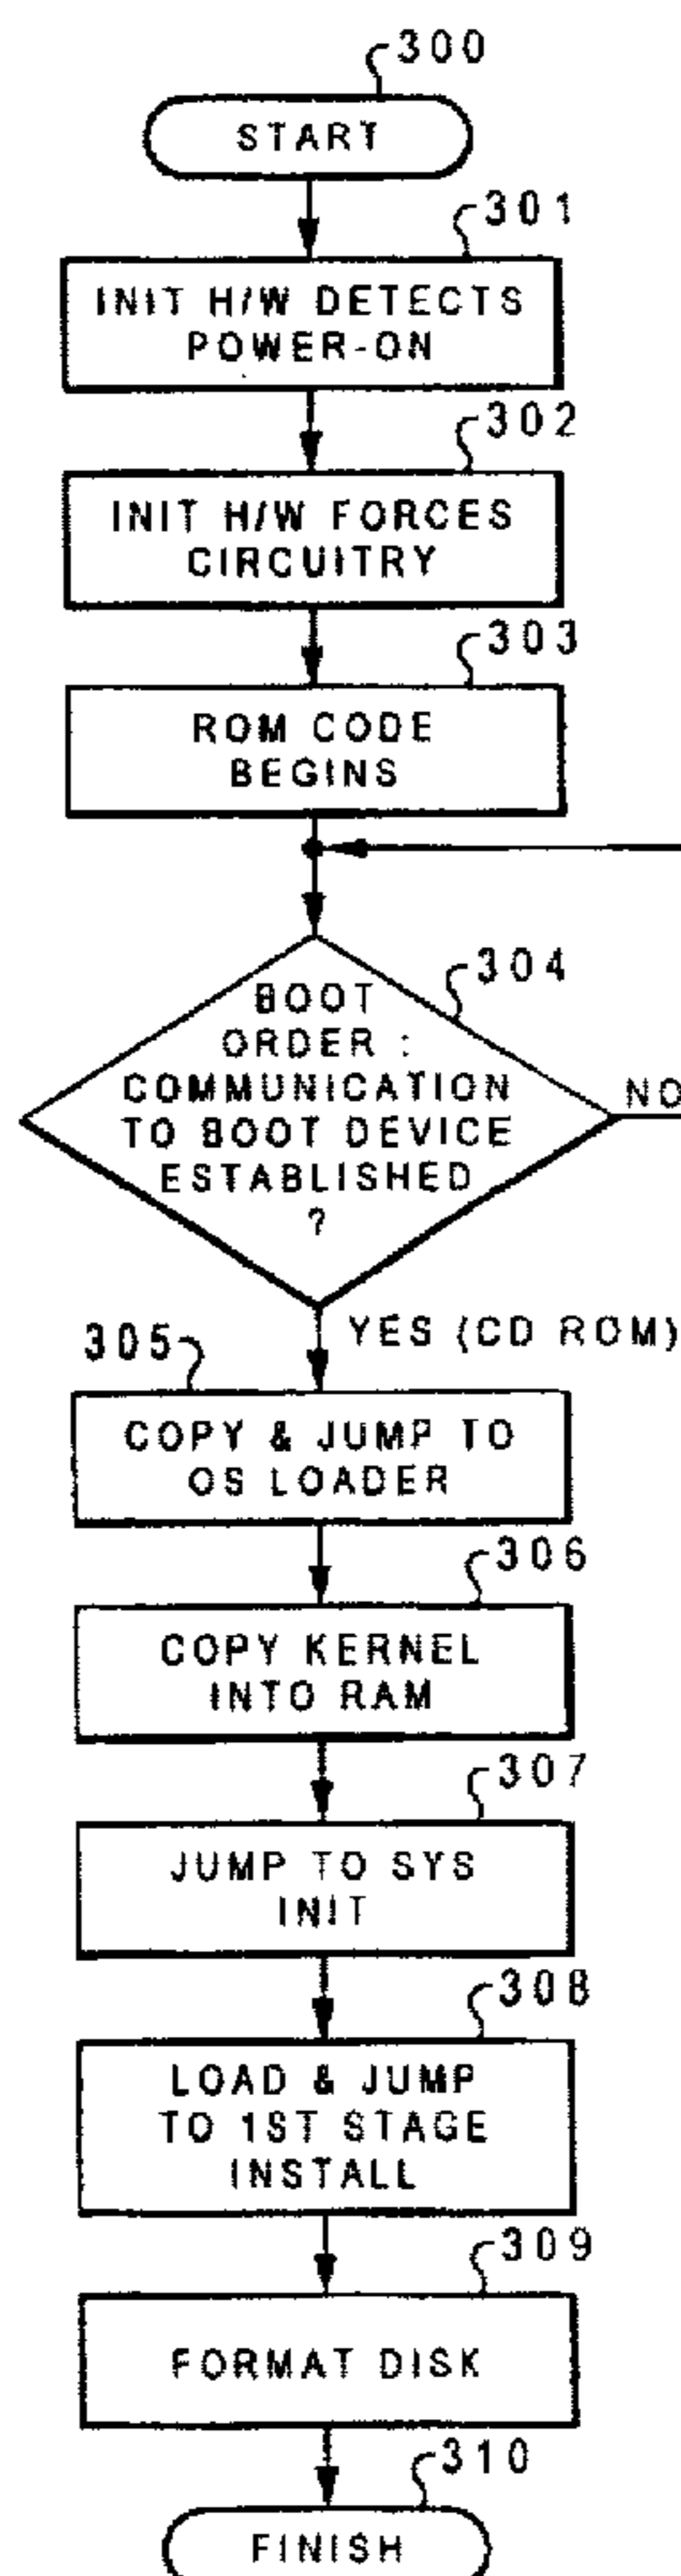 300
START
301
INIT H/W DETECTS
POWER-ON
302
INIT H/W FORCES
CIRCUITRY
303
ROM CODE
BEGINS
304
BOOT
ORDER :
COMMUNICATION
TO BOOT DEVICE
ESTABLISHED
?
NO
YES (CD ROM)
305
COPY & JUMP TO
OS LOADER
306
COPY KERNEL
INTO RAM
307
JUMP TO SYS
INIT
308
LOAD & JUMP
TO 1ST STAGE
INSTALL
309
FORMAT DISK
310
FINISH